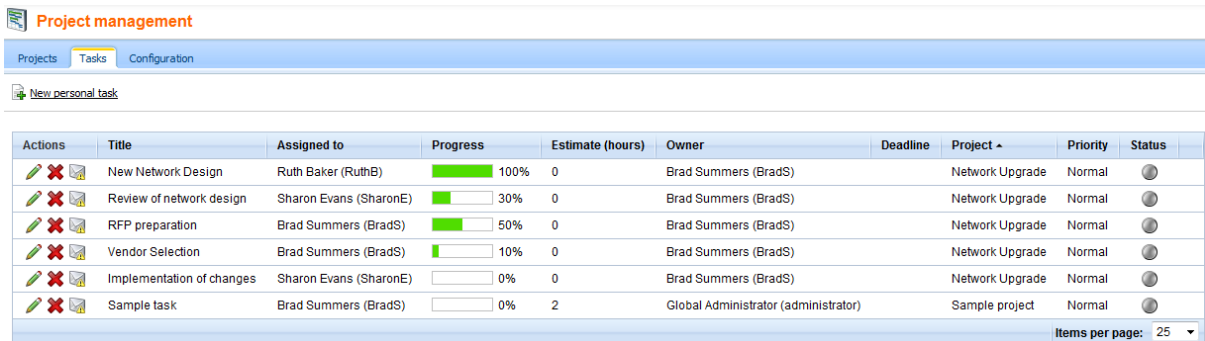 Project management
Projects Tasks Configuration
New personal task
Actions Title Assigned to Progress Estimate (hours) Owner Deadline Project Priority Status
New Network Design Ruth Baker (RuthB) 100% 0 Brad Summers (BradS) Network Upgrade Normal
Review of network design Sharon Evans (SharonE) 30% 0 Brad Summers (BradS) Network Upgrade Normal
RFP preparation Brad Summers (BradS) 50% 0 Brad Summers (BradS) Network Upgrade Normal
Vendor Selection Brad Summers (BradS) 10% 0 Brad Summers (BradS) Network Upgrade Normal
Implementation of changes Sharon Evans (SharonE) 0% 0 Brad Summers (BradS) Network Upgrade Normal
Sample task Brad Summers (BradS) 0% 2 Global Administrator (administrator) Sample project Normal
Items per page: 25